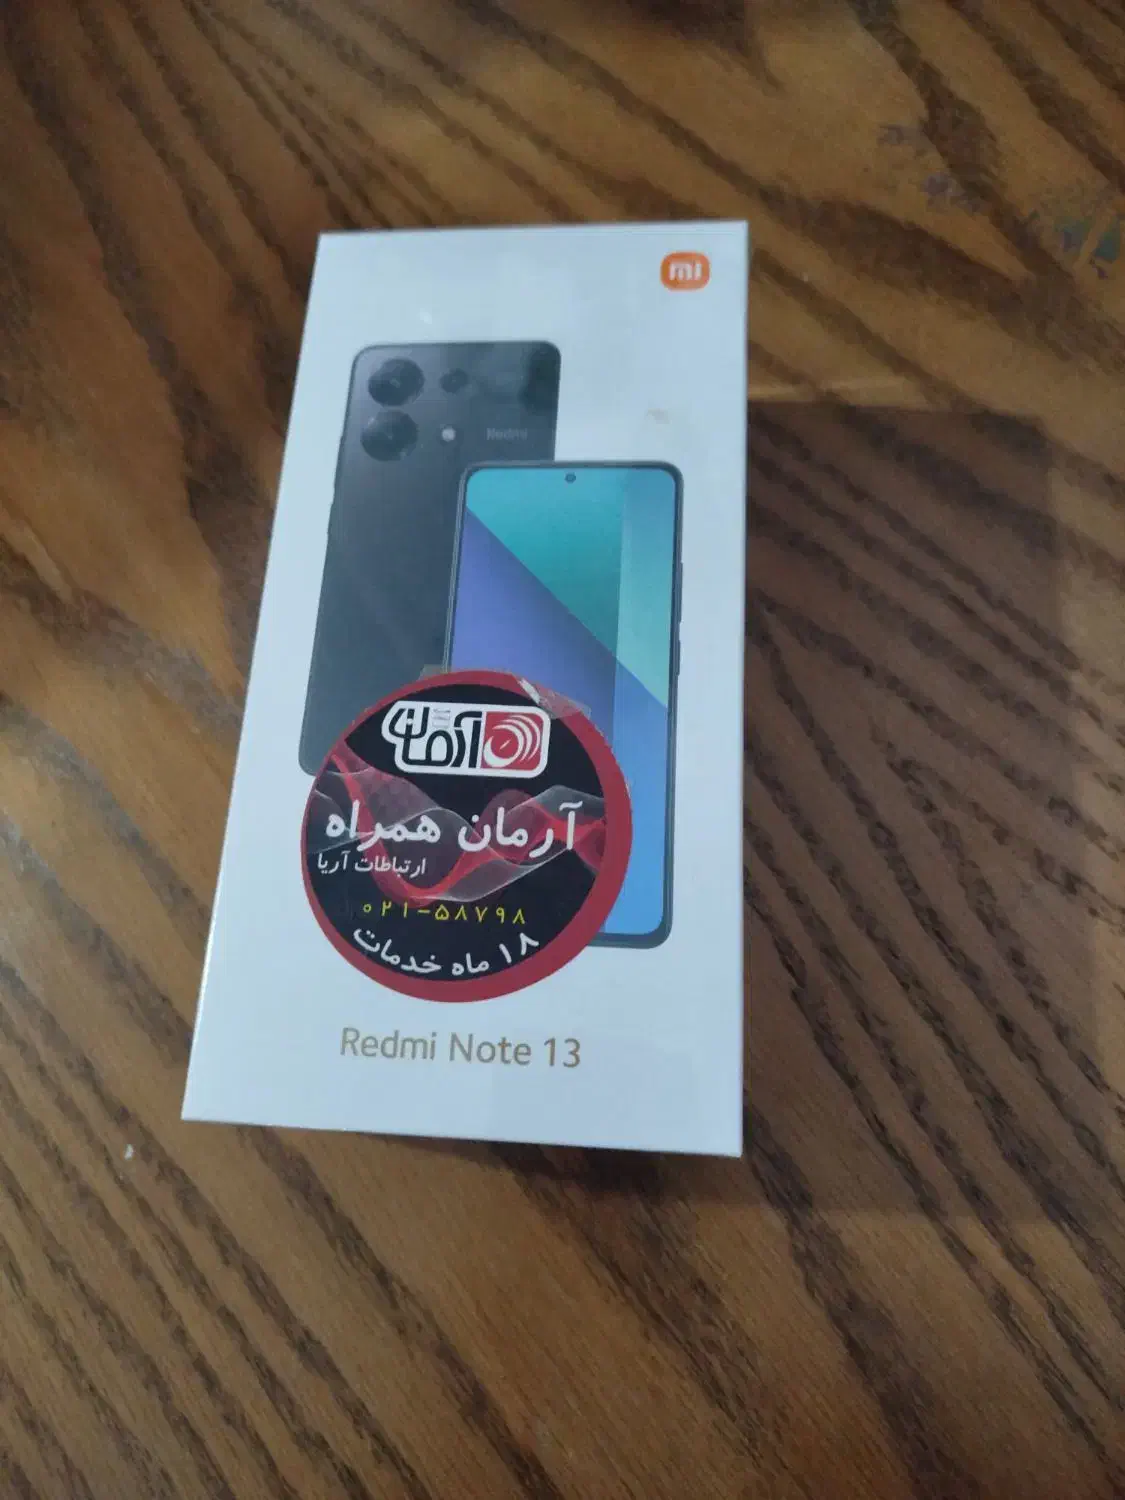 mi
Redmi
آرمان
آرمان همراه
ارتباطات آریا
۰۲۱-۵۸۷۹۸
۱۸ ماه خدمات
Redmi Note 13